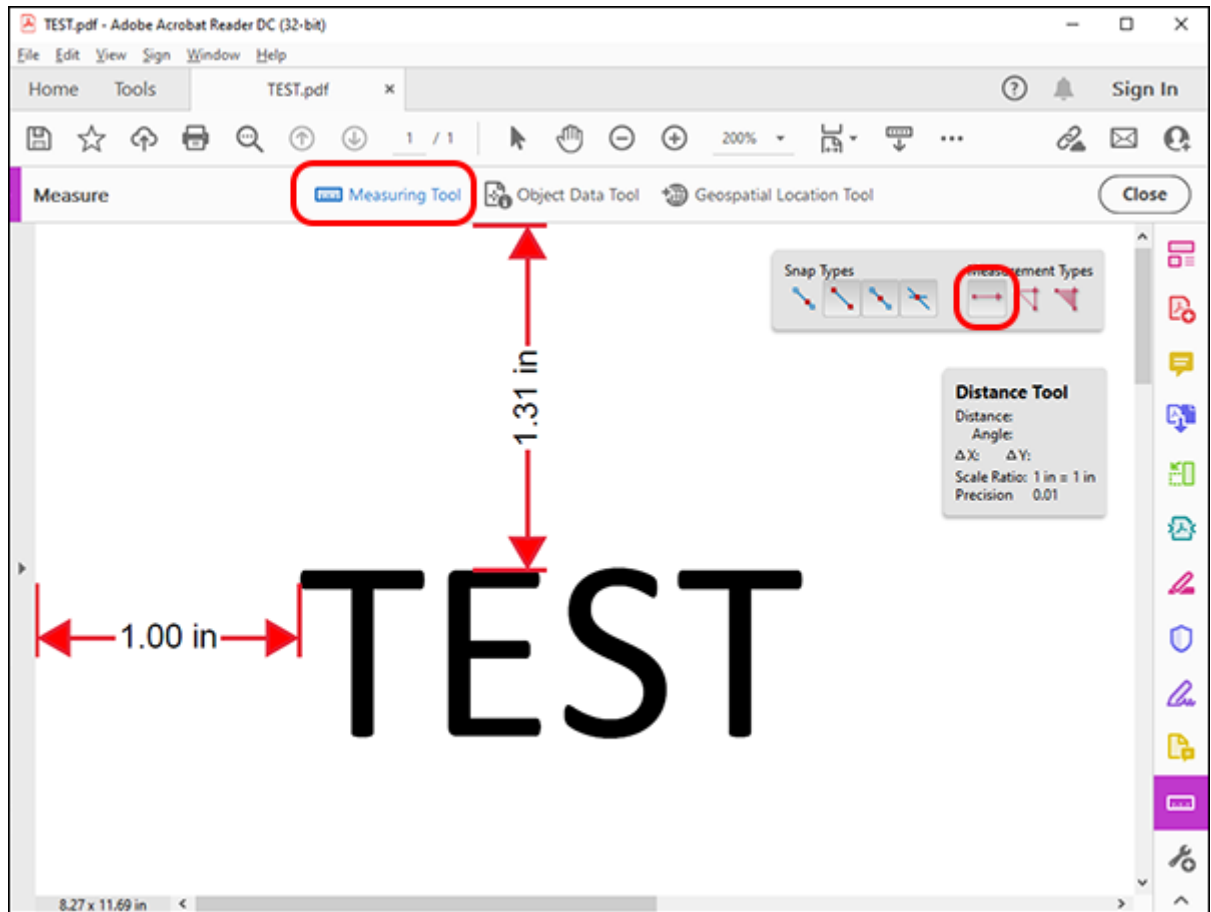 TEST.pdf - Adobe Acrobat Reader DC (32-bit)
File Edit View Sign Window Help
Home Tools TEST.pdf × Sign In
1 / 1 200%
Measure Measuring Tool Object Data Tool Geospatial Location Tool Close
Snap Types Measurement Types
1.31 in
Distance Tool
Distance:
Angle:
Δ X: Δ Y:
Scale Ratio: 1 in = 1 in
Precision 0.01
1.00 in
TEST
8.27 x 11.69 in